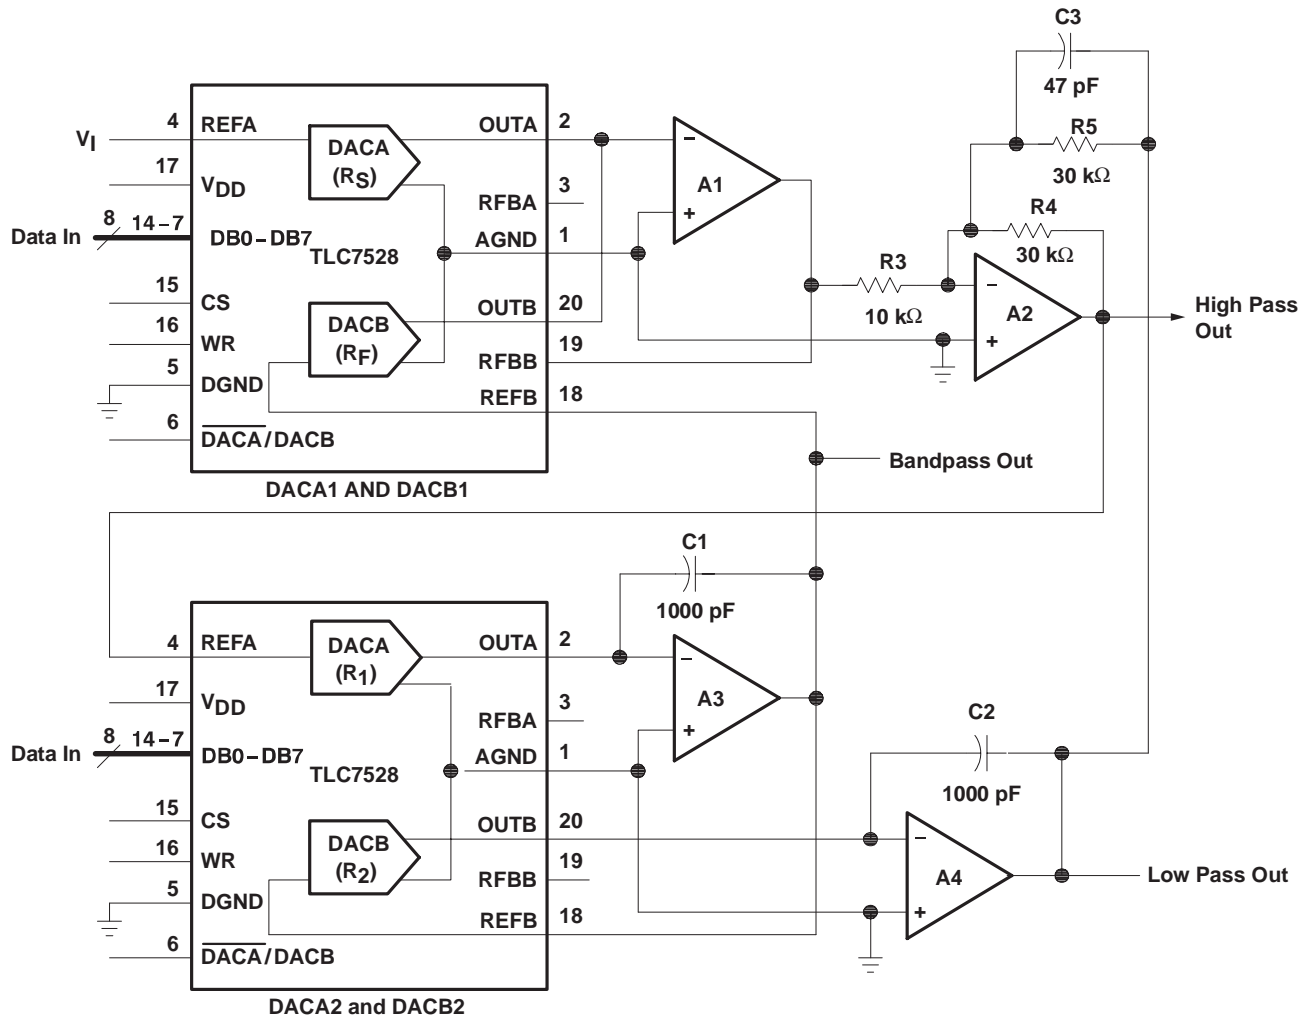 C3
47 pF
R5
30 kΩ
R4
30 kΩ
V_I
4 REFA
17 V_DD
Data In 8 14–7 DB0–DB7
TLC7528
15 CS
16 WR
5 DGND
6 DACA/DACB
DACA
(R_S)
DACB
(R_F)
OUTA 2
RFBA 3
AGND 1
OUTB 20
RFBB 19
REFB 18
DACA1 AND DACB1
A1
− +
R3
10 kΩ
A2
− +
High Pass
Out
Bandpass Out
C1
1000 pF
4 REFA
17 V_DD
Data In 8 14–7 DB0–DB7
TLC7528
15 CS
16 WR
5 DGND
6 DACA/DACB
DACA
(R_1)
DACB
(R_2)
OUTA 2
RFBA 3
AGND 1
OUTB 20
RFBB 19
REFB 18
DACA2 and DACB2
A3
− +
C2
1000 pF
A4
− +
Low Pass Out